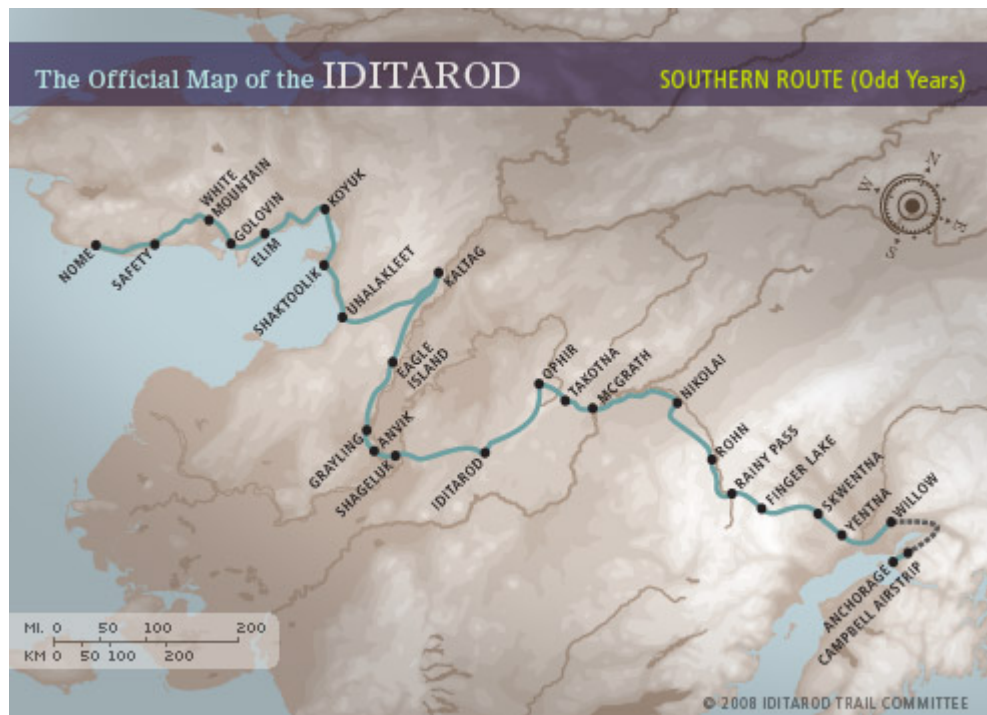 The Official Map of the IDITAROD
SOUTHERN ROUTE (Odd Years)
N
W
E
S
WHITE
MOUNTAIN
KOYUK
GOLOVIN
NOME
SAFETY
ELIM
SHAKTOOLIK
UNALAKLEET
KALTAG
EAGLE
ISLAND
OPHIR
TAKOTNA
MCGRATH
NIKOLAI
GRAYLING
ANVIK
SHAGELUK
IDITAROD
ROHN
RAINY PASS
FINGER LAKE
SKWENTNA
YENTNA
WILLOW
ANCHORAGE
CAMPBELL AIRSTRIP
MI. 0 50 100 200
KM 0 50 100 200
© 2008 IDITAROD TRAIL COMMITTEE